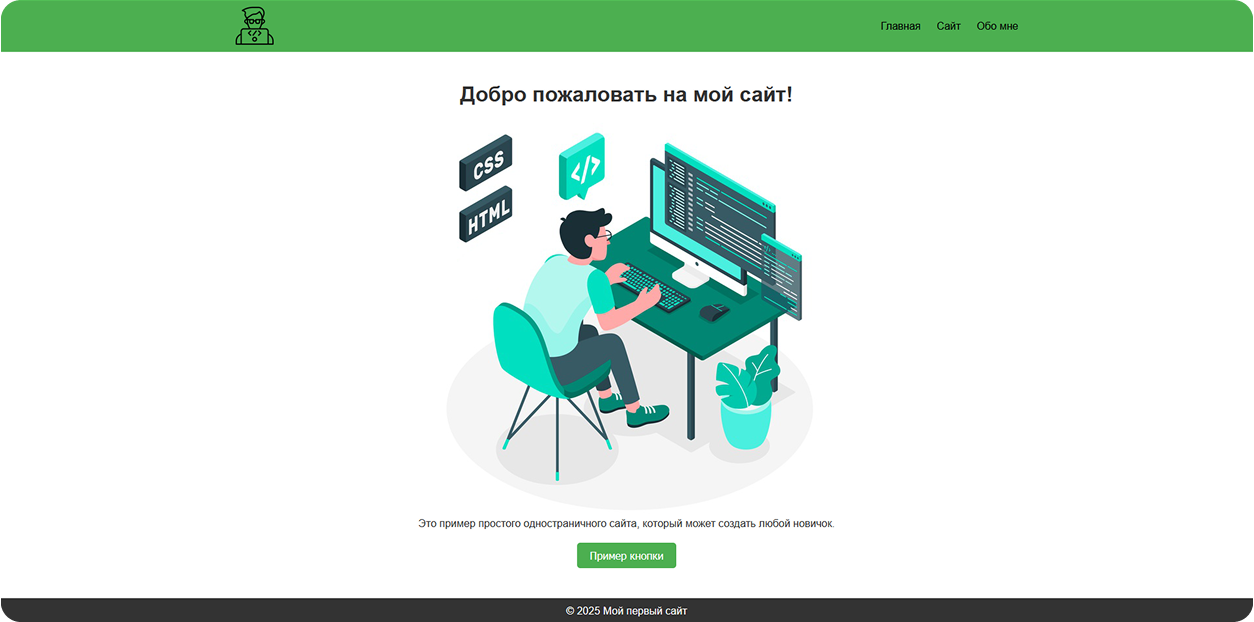 </>
Главная Сайт Обо мне
Добро пожаловать на мой сайт!
CSS
</>
HTML
Это пример простого одностраничного сайта, который может создать любой новичок.
Пример кнопки
© 2025 Мой первый сайт